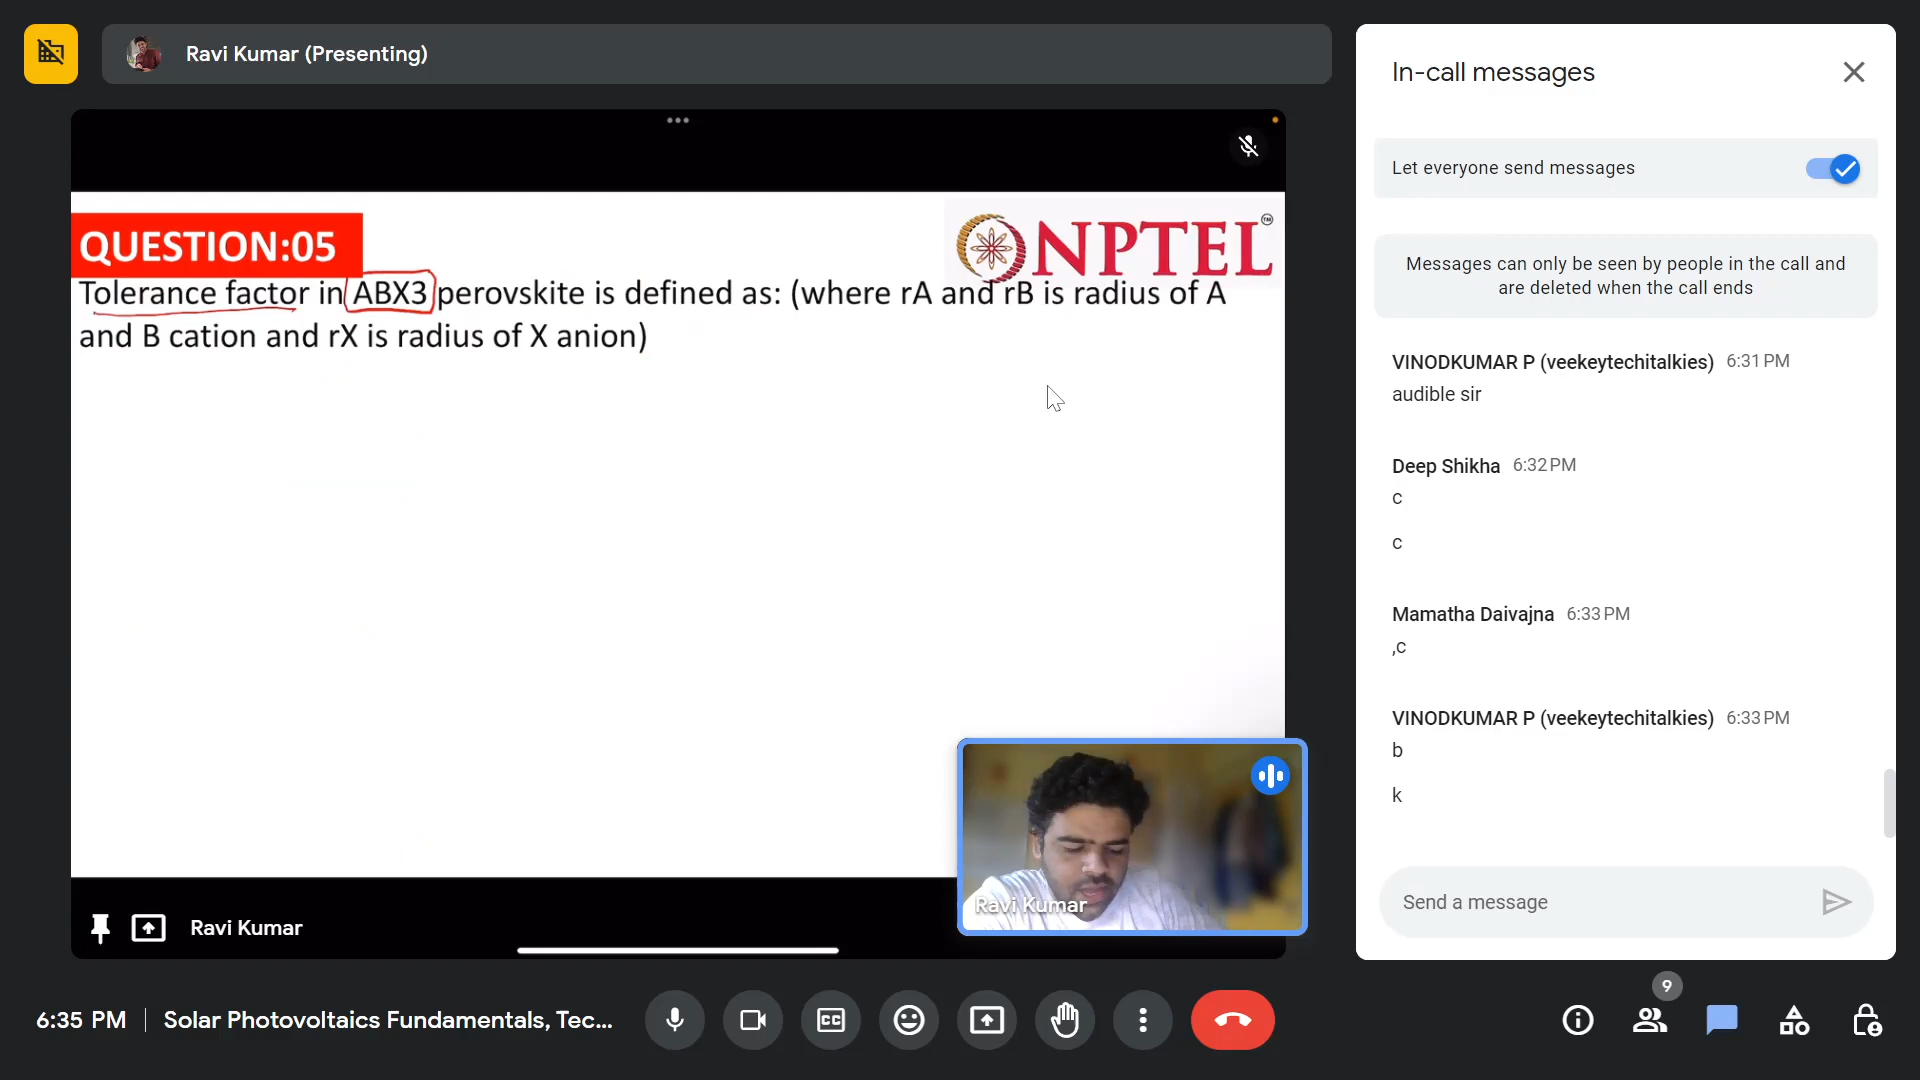 Ravi Kumar (Presenting)
QUESTION:05
NPTEL
TM
Tolerance factor in ABX3 perovskite is defined as: (where rA and rB is radius of A
and B cation and rX is radius of X anion)
Ravi Kumar
Ravi Kumar
In-call messages
Let everyone send messages
Messages can only be seen by people in the call and
are deleted when the call ends
VINODKUMAR P (veekeytechitalkies) 6:31 PM
audible sir
Deep Shikha 6:32 PM
c
c
Mamatha Daivajna 6:33 PM
,c
VINODKUMAR P (veekeytechitalkies) 6:33 PM
b
k
Send a message
6:35 PM | Solar Photovoltaics Fundamentals, Tec...
CC
9